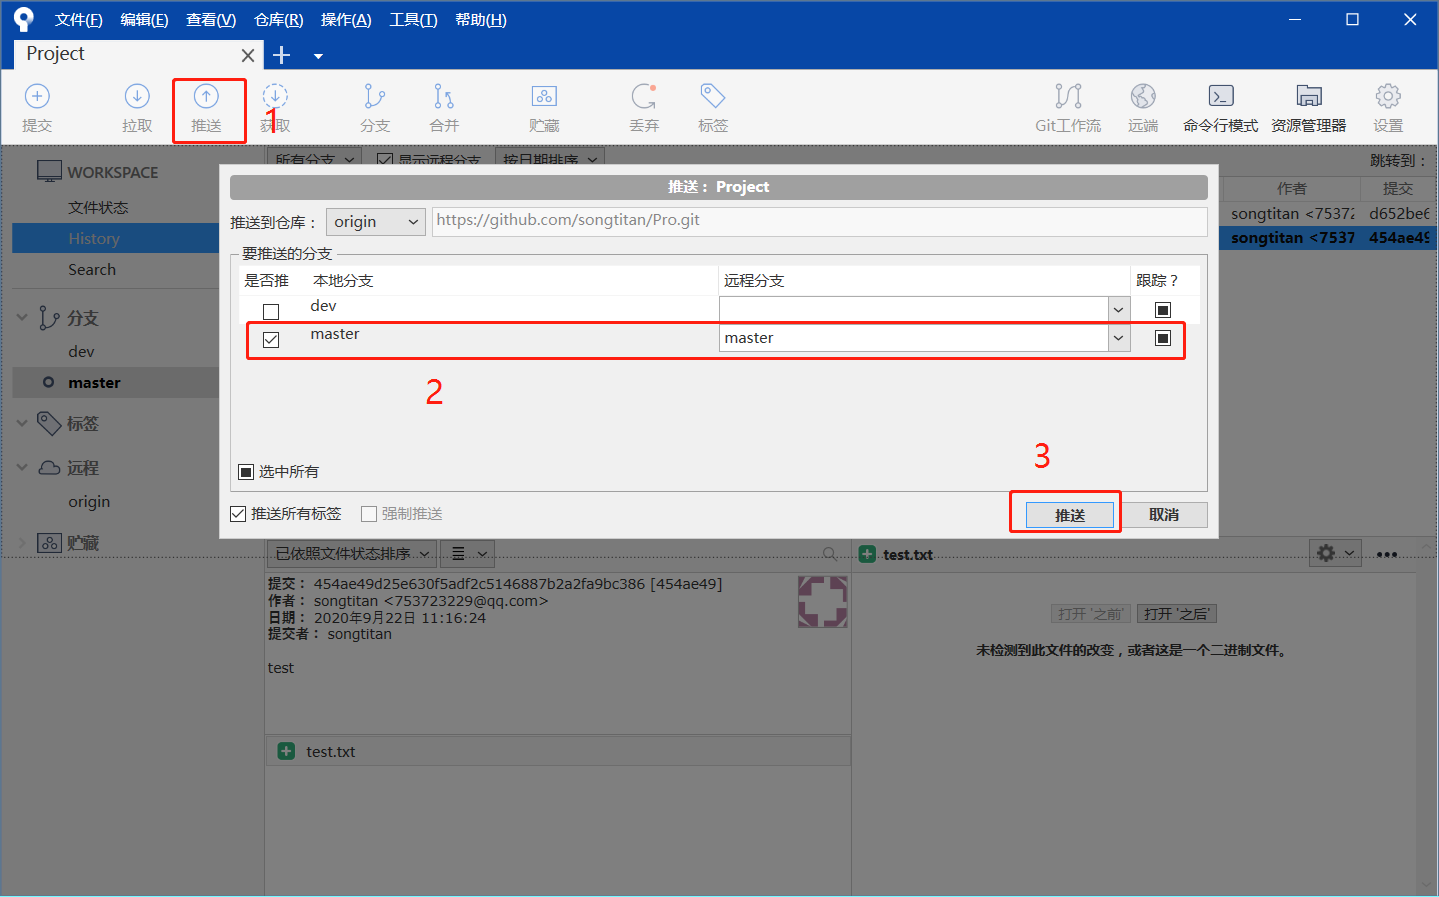 文件(F) 编辑(E) 查看(V) 仓库(R) 操作(A) 工具(T) 帮助(H)
Project
提交 拉取 推送 获取 分支 合并 贮藏 丢弃 标签 Git工作流 远端 命令行模式 资源管理器 设置
1
WORKSPACE
文件状态
History
Search
分支
dev
master
标签
远程
origin
贮藏
所有分支 显示远程分支 按日期排序 跳转到：
作者 提交
songtitan <75372 d652be6
songtitan <7537 454ae49
推送： Project
推送到仓库： origin https://github.com/songtitan/Pro.git
要推送的分支
是否推 本地分支 远程分支 跟踪？
dev
master master
2
3
选中所有
推送所有标签 强制推送 推送 取消
已依照文件状态排序
提交： 454ae49d25e630f5adf2c5146887b2a2fa9bc386 [454ae49]
作者： songtitan <753723229@qq.com>
日期： 2020年9月22日 11:16:24
提交者： songtitan
test
test.txt
test.txt
打开 '之前' 打开 '之后'
未检测到此文件的改变，或者这是一个二进制文件。